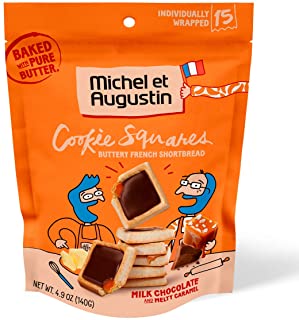 INDIVIDUALLY
WRAPPED 15
BAKED
WITH PURE
BUTTER.
Michel et
Augustin
Cookie Squares
BUTTERY FRENCH SHORTBREAD
MILK CHOCOLATE
AND MELTY CARAMEL
NET WT. 4.9 OZ (140G)